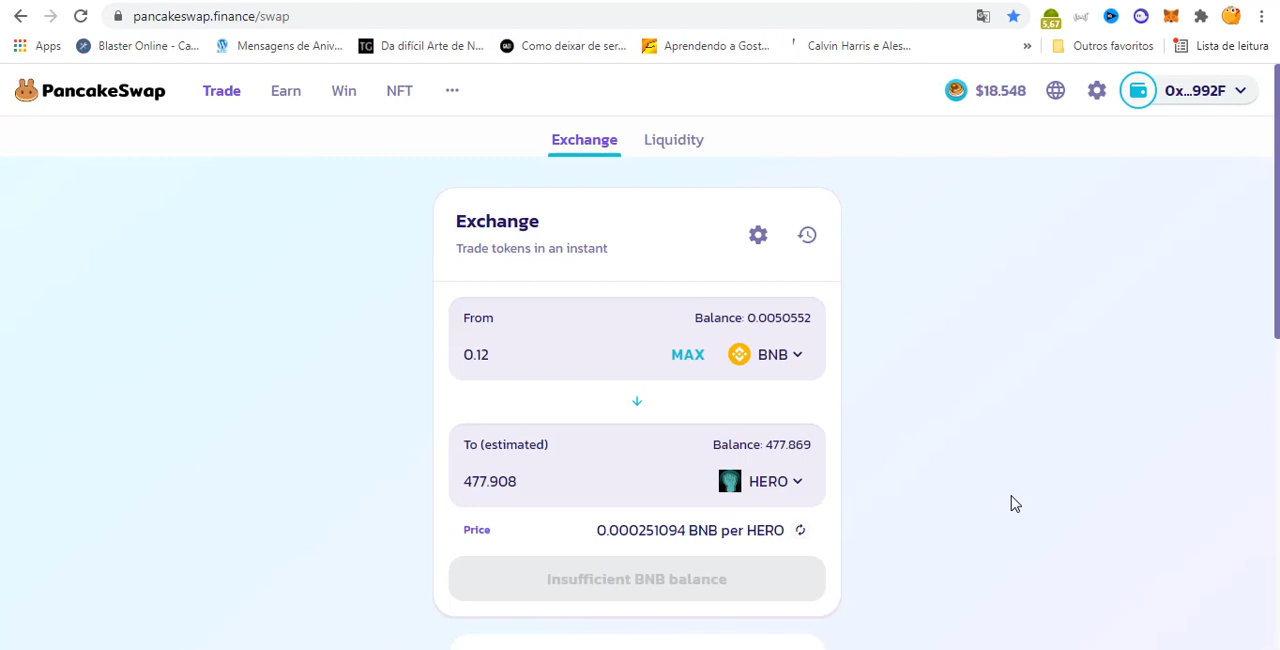 pancakeswap.finance/swap
5,67
Apps Blaster Online - Ca... Mensagens de Aniv... TG Da difícil Arte de N... Como deixar de ser... Aprendendo a Gost... Calvin Harris e Ales... » Outros favoritos Lista de leitura
PancakeSwap Trade Earn Win NFT ... $18.548 0x...992F
Exchange Liquidity
Exchange
Trade tokens in an instant
From Balance: 0.0050552
0.12 MAX BNB
To (estimated) Balance: 477.869
477.908 HERO
Price 0.000251094 BNB per HERO
Insufficient BNB balance